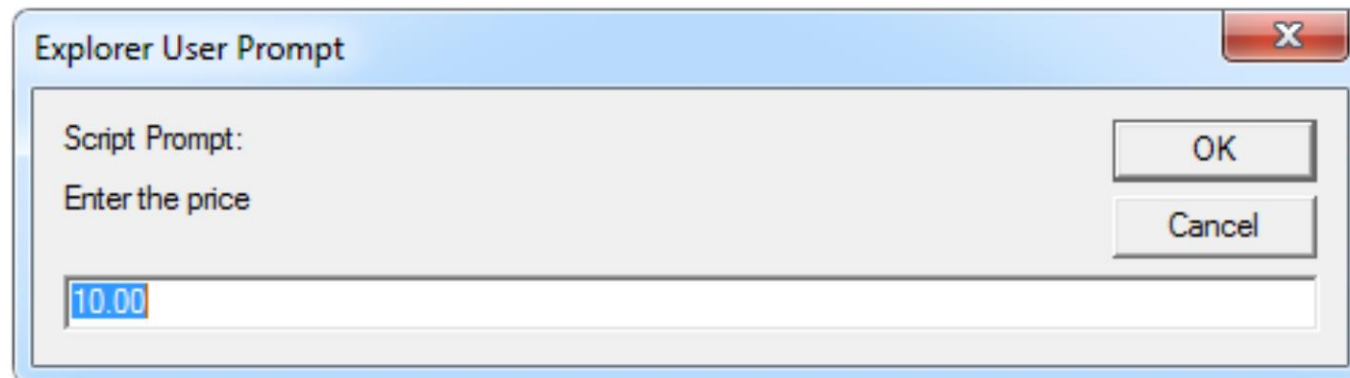 Explorer User Prompt
Script Prompt:
OK
Enter the price
Cancel
10.00